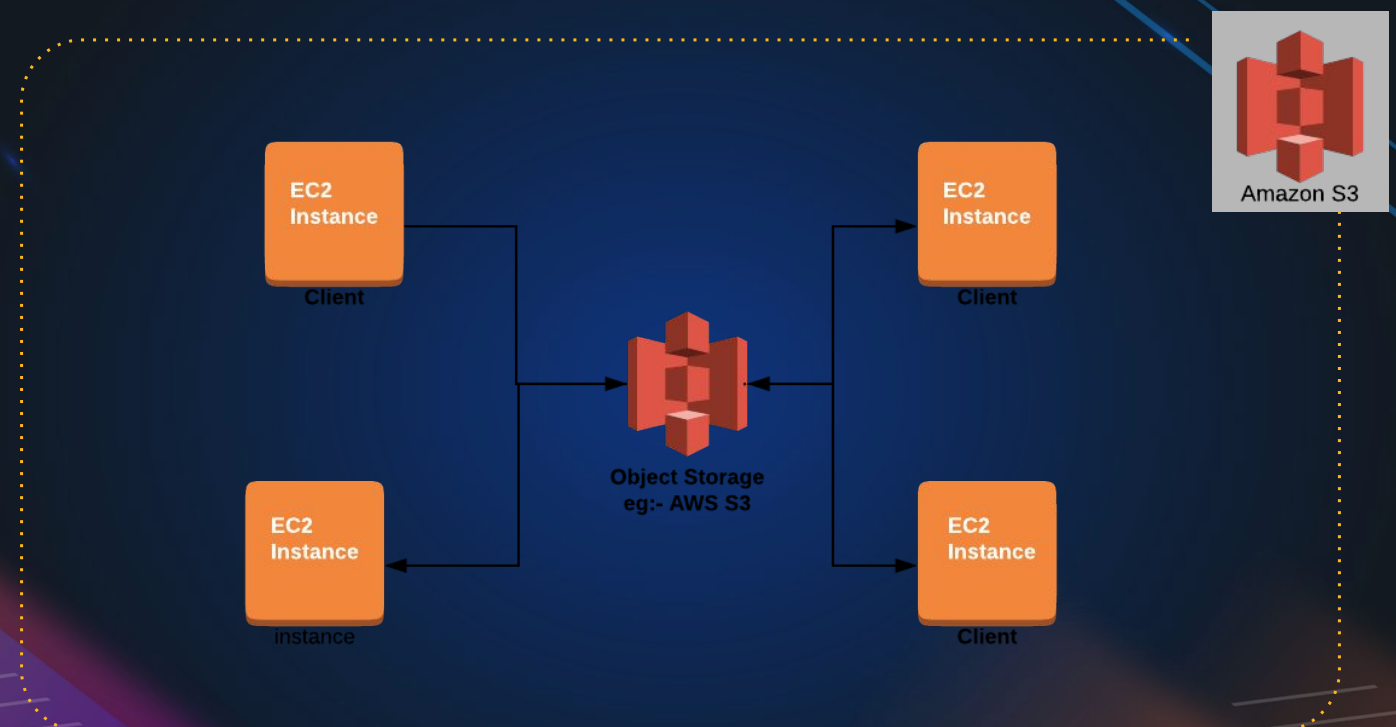 Amazon S3
EC2
Instance
Client
EC2
Instance
Client
Object Storage
eg:- AWS S3
EC2
Instance
instance
EC2
Instance
Client